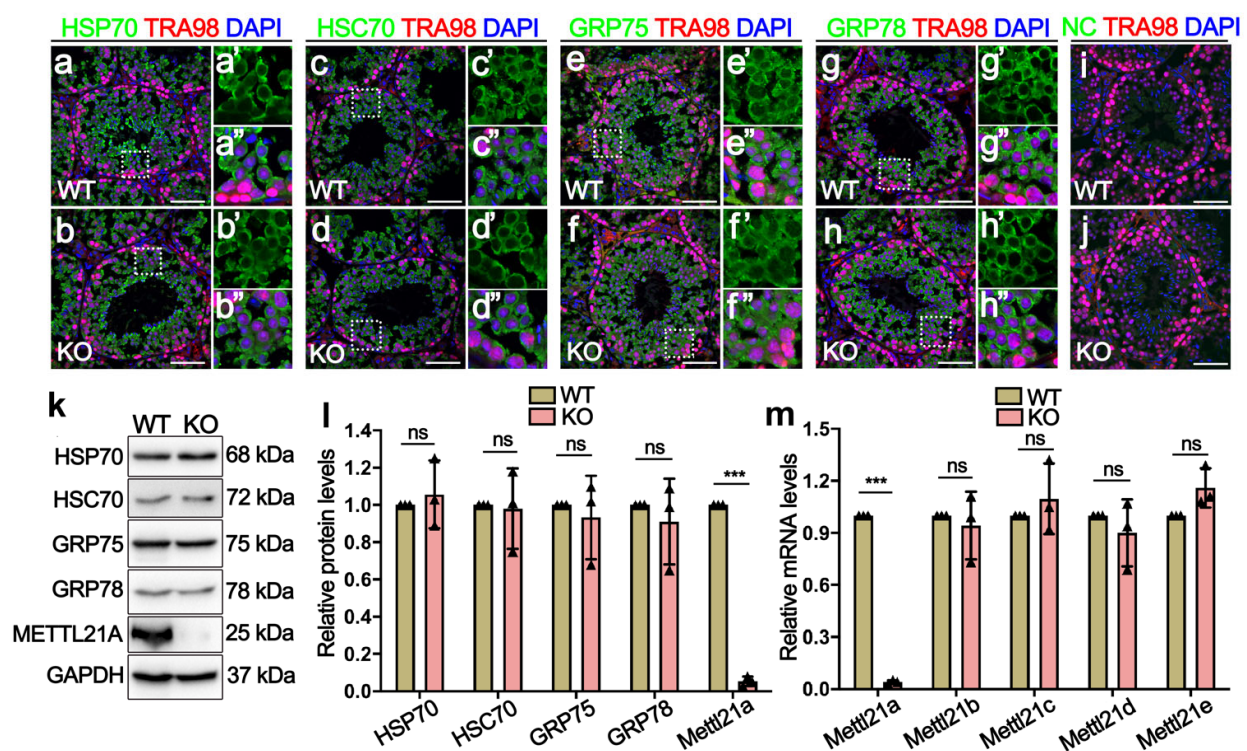 HSP70 TRA98 DAPI
HSC70 TRA98 DAPI
GRP75 TRA98 DAPI
GRP78 TRA98 DAPI
NC TRA98 DAPI
a
a'
a"
WT
c
c'
c"
WT
e
e'
e"
WT
g
g'
g"
WT
i
WT
b
b'
b"
KO
d
d'
d"
KO
f
f'
f"
KO
h
h'
h"
KO
j
KO
k
WT KO
HSP70 68 kDa
HSC70 72 kDa
GRP75 75 kDa
GRP78 78 kDa
METTL21A 25 kDa
GAPDH 37 kDa
l
WT
KO
Relative protein levels
1.4
1.2
1.0
0.8
0.6
0.4
0.2
0.0
ns
ns
ns
ns
***
HSP70
HSC70
GRP75
GRP78
Mettl21a
m
WT
KO
Relative mRNA levels
1.5
1.2
0.9
0.6
0.3
0.0
***
ns
ns
ns
ns
Mettl21a
Mettl21b
Mettl21c
Mettl21d
Mettl21e